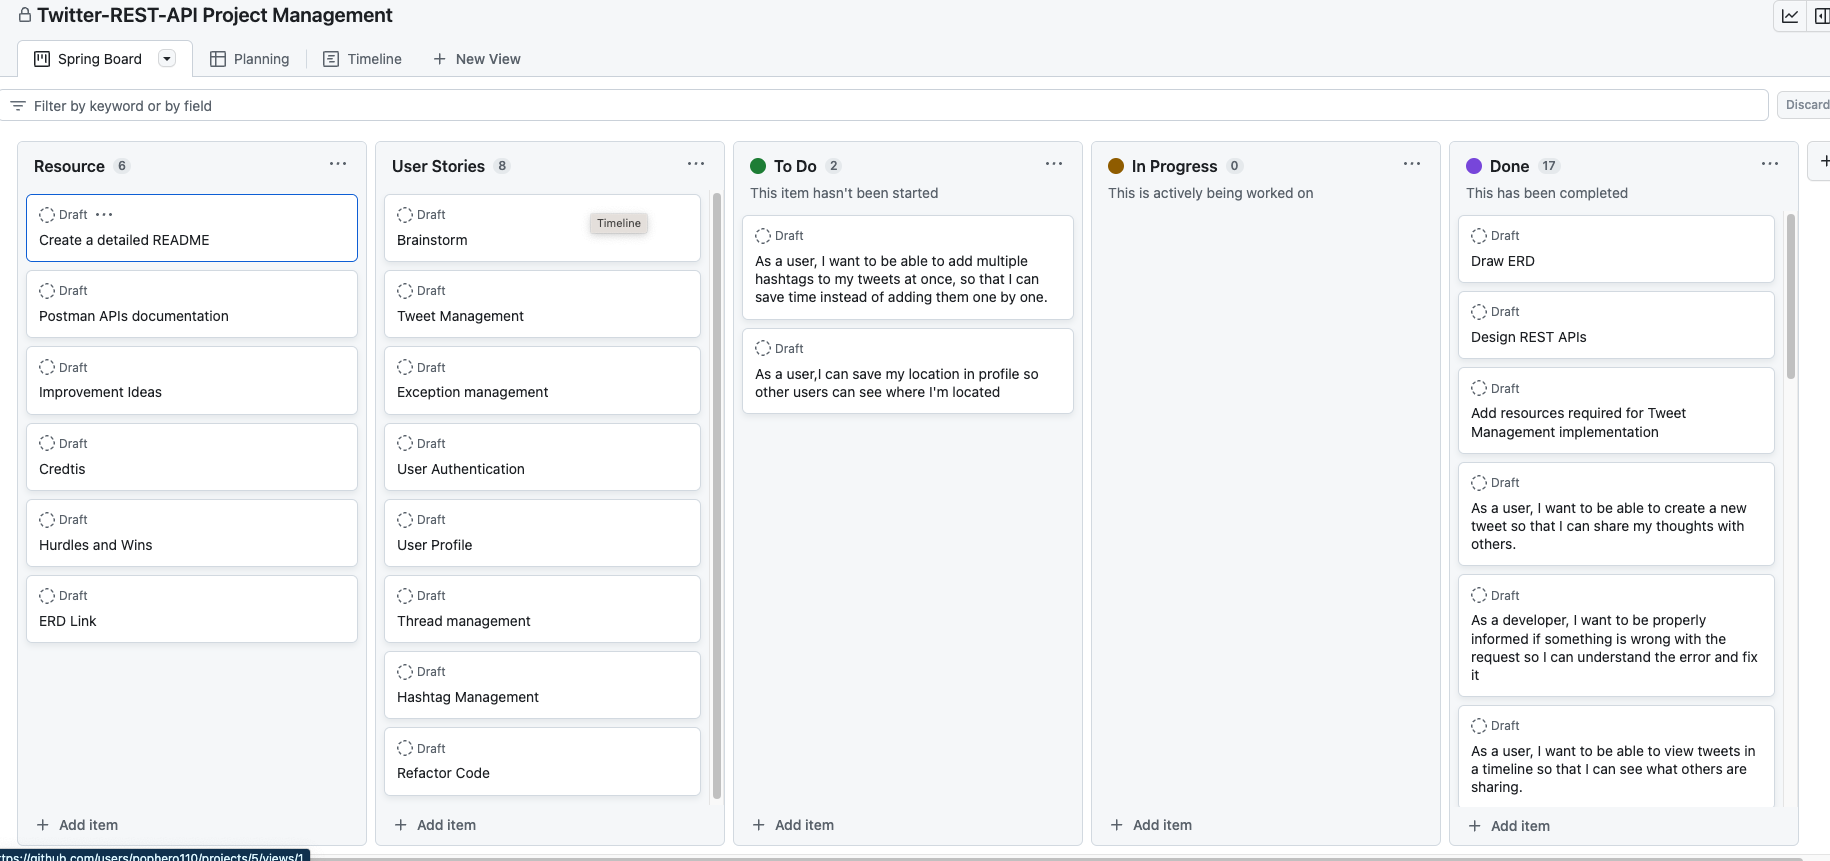 Twitter-REST-API Project Management
Spring Board
Planning
Timeline
New View
Filter by keyword or by field
Discard
Resource 6
Draft
Create a detailed README
Draft
Postman APIs documentation
Draft
Improvement Ideas
Draft
Credtis
Draft
Hurdles and Wins
Draft
ERD Link
+ Add item
User Stories 8
Draft
Brainstorm
Timeline
Draft
Tweet Management
Draft
Exception management
Draft
User Authentication
Draft
User Profile
Draft
Thread management
Draft
Hashtag Management
Draft
Refactor Code
+ Add item
To Do 2
This item hasn't been started
Draft
As a user, I want to be able to add multiple
hashtags to my tweets at once, so that I can
save time instead of adding them one by one.
Draft
As a user,I can save my location in profile so
other users can see where I'm located
+ Add item
In Progress 0
This is actively being worked on
+ Add item
Done 17
This has been completed
Draft
Draw ERD
Draft
Design REST APIs
Draft
Add resources required for Tweet
Management implementation
Draft
As a user, I want to be able to create a new
tweet so that I can share my thoughts with
others.
Draft
As a developer, I want to be properly
informed if something is wrong with the
request so I can understand the error and fix
it
Draft
As a user, I want to be able to view tweets in
a timeline so that I can see what others are
sharing.
+ Add item
ttps://github.com/users/pophero110/projects/5/views/1